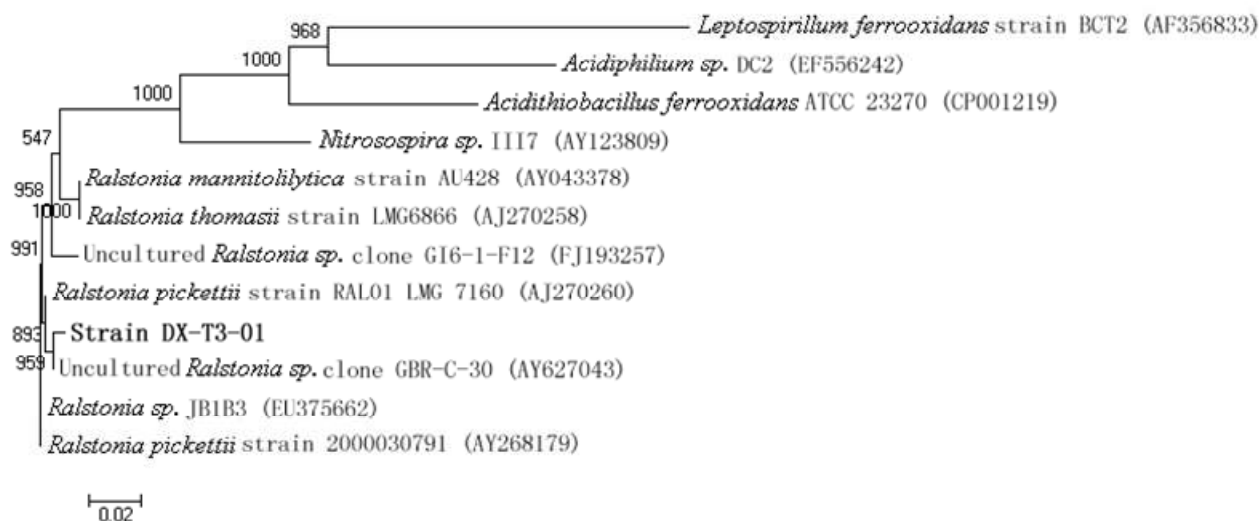 968
Leptospirillum ferrooxidans strain BCT2 (AF356833)
1000
Acidiphilium sp. DC2 (EF556242)
1000
Acidithiobacillus ferrooxidans ATCC 23270 (CP001219)
547
Nitrosospira sp. III7 (AY123809)
958
Ralstonia mannitolilytica strain AU428 (AY043378)
1000
Ralstonia thomasii strain LMG6866 (AJ270258)
991
Uncultured Ralstonia sp. clone GI6-1-F12 (FJ193257)
Ralstonia pickettii strain RAL01 LMG 7160 (AJ270260)
893
Strain DX-T3-01
959
Uncultured Ralstonia sp. clone GBR-C-30 (AY627043)
Ralstonia sp. JB1B3 (EU375662)
Ralstonia pickettii strain 2000030791 (AY268179)
0.02